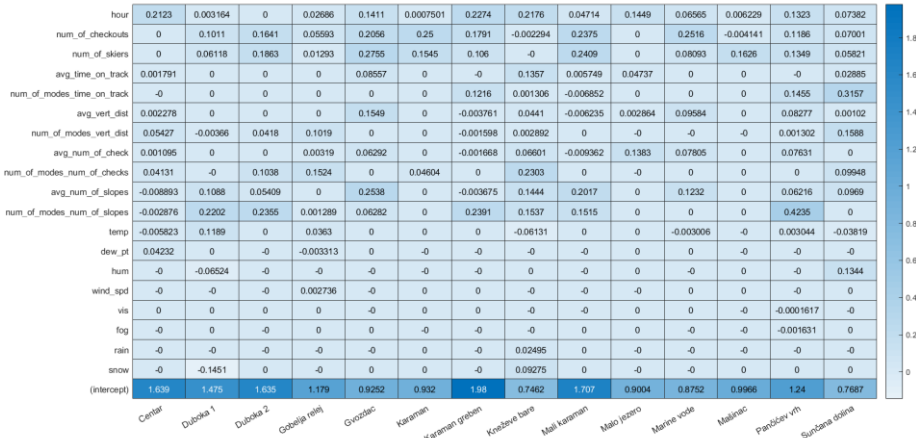 hour 0.2123 0.003164 0 0.02686 0.1411 0.0007501 0.2274 0.2176 0.04714 0.1449 0.06565 0.006229 0.1323 0.07382
num_of_checkouts 0 0.1011 0.1641 0.05593 0.2056 0.25 0.1791 -0.002294 0.2375 0 0.2516 -0.004141 0.1186 0.07001
num_of_skiers 0 0.06118 0.1863 0.01293 0.2755 0.1545 0.106 -0 0.2409 0 0.08093 0.1626 0.1349 0.05821
avg_time_on_track 0.001791 0 0 0 0.08557 0 -0 0.1357 0.005749 0.04737 0 0 -0 0.02885
num_of_modes_time_on_track -0 0 0 0 0 0 0.1216 0.001306 -0.006852 0 0 0 0.1455 0.3157
avg_vert_dist 0.002278 0 0 0 0.1549 0 -0.003761 0.0441 -0.006235 0.002864 0.09584 0 0.08277 0.00102
num_of_modes_vert_dist 0.05427 -0.00366 0.0418 0.1019 0 0 -0.001598 0.002892 0 -0 -0 -0 0.001302 0.1588
avg_num_of_check 0.001095 0 0 0.00319 0.06292 0 -0.001668 0.06601 -0.009362 0.1383 0.07805 0 0.07631 0
num_of_modes_num_of_checks 0.04131 -0 0.1038 0.1524 0 0.04604 0 0.2303 0 -0 0 0 0 0.09948
avg_num_of_slopes -0.008893 0.1088 0.05409 0 0.2538 0 -0.003675 0.1444 0.2017 0 0.1232 0 0.06216 0.0969
num_of_modes_num_of_slopes -0.002876 0.2202 0.2355 0.001289 0.06282 0 0.2391 0.1537 0.1515 0 0 0 0.4235 0
temp -0.005823 0.1189 0 0.0363 0 0 -0 -0.06131 0 0 -0.003006 -0 0.003044 -0.03819
dew_pt 0.04232 0 -0 -0.003313 -0 -0 -0 -0 0 -0 -0 -0 0 -0
hum -0 -0.06524 -0 -0 -0 -0 -0 0 -0 0 -0 -0 0 0.1344
wind_spd -0 -0 -0 0.002736 -0 0 -0 -0 -0 -0 -0 -0 -0 0
vis 0 0 0 -0 -0 0 0 -0 0 -0 0 -0 -0.0001617 -0
fog -0 0 -0 -0 -0 0 -0 -0 -0 -0 0 -0 -0.001631 -0
rain -0 -0 0 -0 0 -0 -0 0.02495 -0 0 -0 -0 -0 0
snow -0 -0.1451 0 -0 0 -0 -0 0.09275 -0 0 -0 -0 0 0
(intercept) 1.639 1.475 1.635 1.179 0.9252 0.932 1.98 0.7462 1.707 0.9004 0.8752 0.9966 1.24 0.7687
Centar Duboka 1 Duboka 2 Gobelja relej Gvozdac Karaman Karaman greben Kneževe bare Mali karaman Malo jezero Marine vode Mašinac Pančićev vrh Sunčana dolina
1.8
1.6
1.4
1.2
1
0.8
0.6
0.4
0.2
0